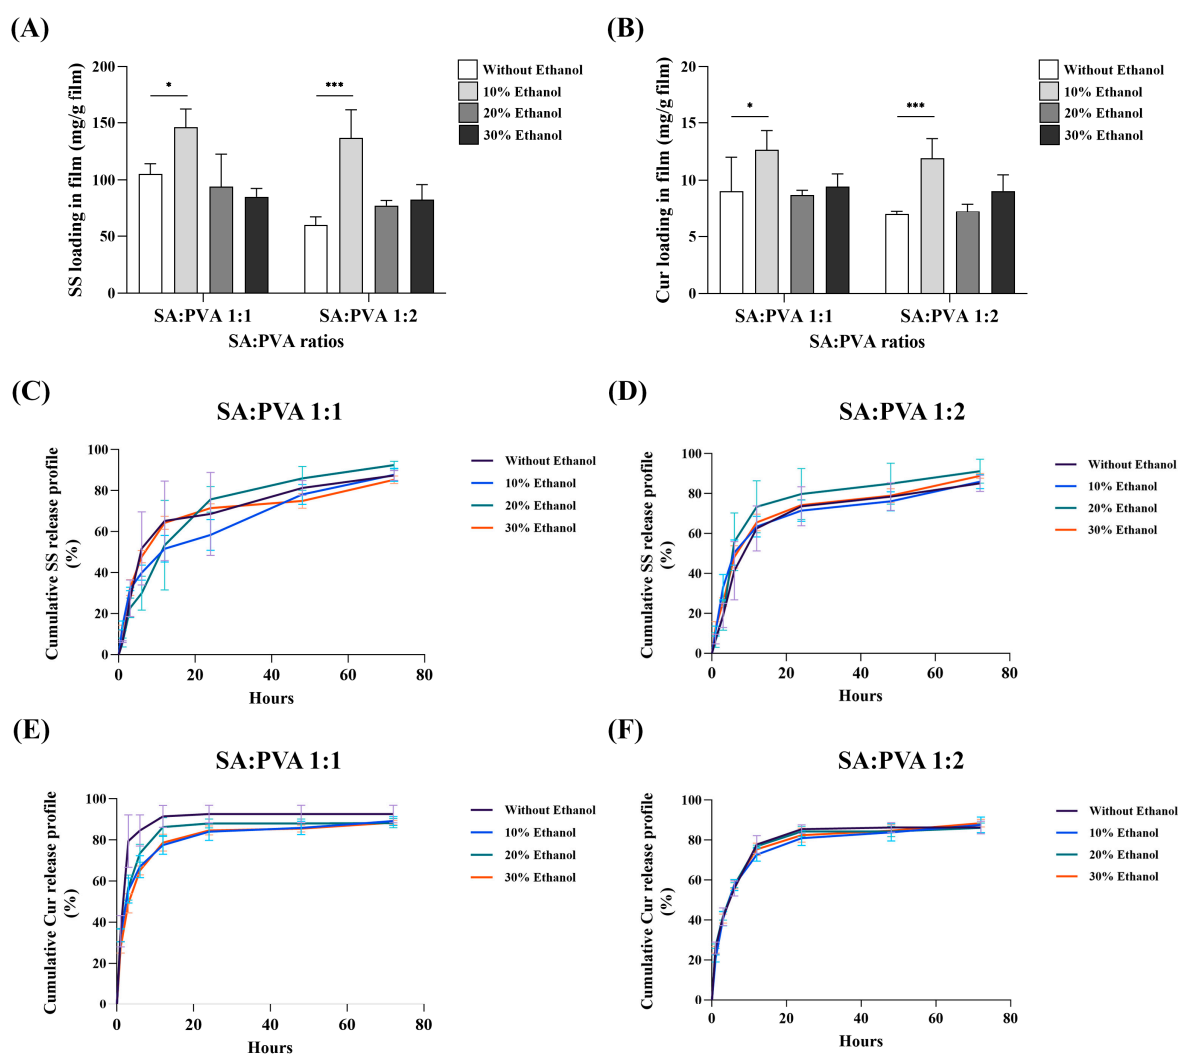 (A)
SS loading in film (mg/g film)
200
150
100
50
0
*
***
SA:PVA 1:1
SA:PVA 1:2
SA:PVA ratios
Without Ethanol
10% Ethanol
20% Ethanol
30% Ethanol
(B)
Cur loading in film (mg/g film)
20
15
10
5
0
*
***
SA:PVA 1:1
SA:PVA 1:2
SA:PVA ratios
Without Ethanol
10% Ethanol
20% Ethanol
30% Ethanol
(C)
SA:PVA 1:1
Cumulative SS release profile
(%)
100
80
60
40
20
0
0 20 40 60 80
Hours
Without Ethanol
10% Ethanol
20% Ethanol
30% Ethanol
(D)
SA:PVA 1:2
Cumulative SS release profile
(%)
100
80
60
40
20
0
0 20 40 60 80
Hours
Without Ethanol
10% Ethanol
20% Ethanol
30% Ethanol
(E)
SA:PVA 1:1
Cumulative Cur release profile
(%)
100
80
60
40
20
0
0 20 40 60 80
Hours
Without Ethanol
10% Ethanol
20% Ethanol
30% Ethanol
(F)
SA:PVA 1:2
Cumulative Cur release profile
(%)
100
80
60
40
20
0
0 20 40 60 80
Hours
Without Ethanol
10% Ethanol
20% Ethanol
30% Ethanol